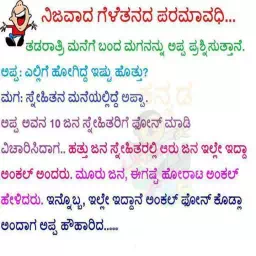 ನಿಜವಾದ ಗೆಳೆತನದ ಪರಮಾವಧಿ...
ತಡರಾತ್ರಿ ಮನೆಗೆ ಬಂದ ಮಗನನ್ನು ಅಪ್ಪ ಪ್ರಶ್ನಿಸುತ್ತಾನೆ.
ಅಪ್ಪ: ಎಲ್ಲಿಗೆ ಹೋಗಿದ್ದೆ ಇಷ್ಟು ಹೊತ್ತು?
ಮಗ: ಸ್ನೇಹಿತನ ಮನೆಯಲ್ಲಿದ್ದೆ ಅಪ್ಪಾ.
ಅಪ್ಪ ಅವನ 10 ಜನ ಸ್ನೇಹಿತರಿಗೆ ಫೋನ್ ಮಾಡಿ
ವಿಚಾರಿಸಿದಾಗ.. ಹತ್ತು ಜನ ಸ್ನೇಹಿತರಲ್ಲಿ ಆರು ಜನ ಇಲ್ಲೇ ಇದ್ದಾ
ಅಂಕಲ್ ಅಂದರು. ಮೂರು ಜನ, ಈಗಷ್ಟೆ ಹೋರಾಟ ಅಂಕಲ್
ಹೇಳಿದರು. ಇನ್ನೊಬ್ಬ, ಇಲ್ಲೇ ಇದ್ದಾನೆ ಅಂಕಲ್ ಫೋನ್ ಕೊಡ್ಲಾ
ಅಂದಾಗ ಅಪ್ಪ ಹೌಹಾರಿದ.....